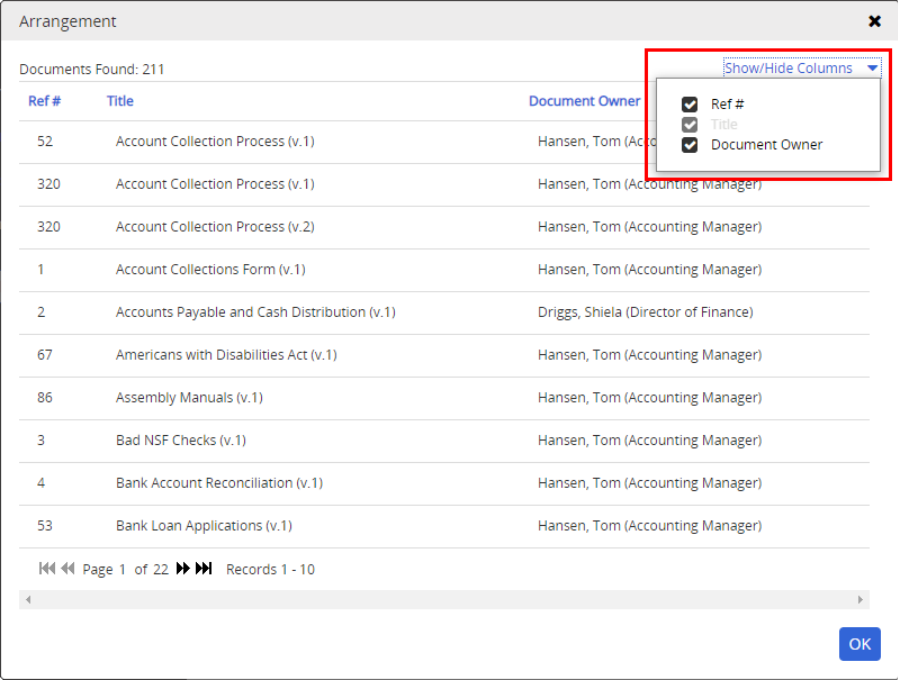 Arrangement
Documents Found: 211
Show/Hide Columns
Ref # Title Document Owner
Ref #
Title
Document Owner
52 Account Collection Process (v.1) Hansen, Tom
320 Account Collection Process (v.1) Hansen, Tom (Accounting Manager)
320 Account Collection Process (v.2) Hansen, Tom (Accounting Manager)
1 Account Collections Form (v.1) Hansen, Tom (Accounting Manager)
2 Accounts Payable and Cash Distribution (v.1) Driggs, Shiela (Director of Finance)
67 Americans with Disabilities Act (v.1) Hansen, Tom (Accounting Manager)
86 Assembly Manuals (v.1) Hansen, Tom (Accounting Manager)
3 Bad NSF Checks (v.1) Hansen, Tom (Accounting Manager)
4 Bank Account Reconciliation (v.1) Hansen, Tom (Accounting Manager)
53 Bank Loan Applications (v.1) Hansen, Tom (Accounting Manager)
Page 1 of 22 Records 1 - 10
OK